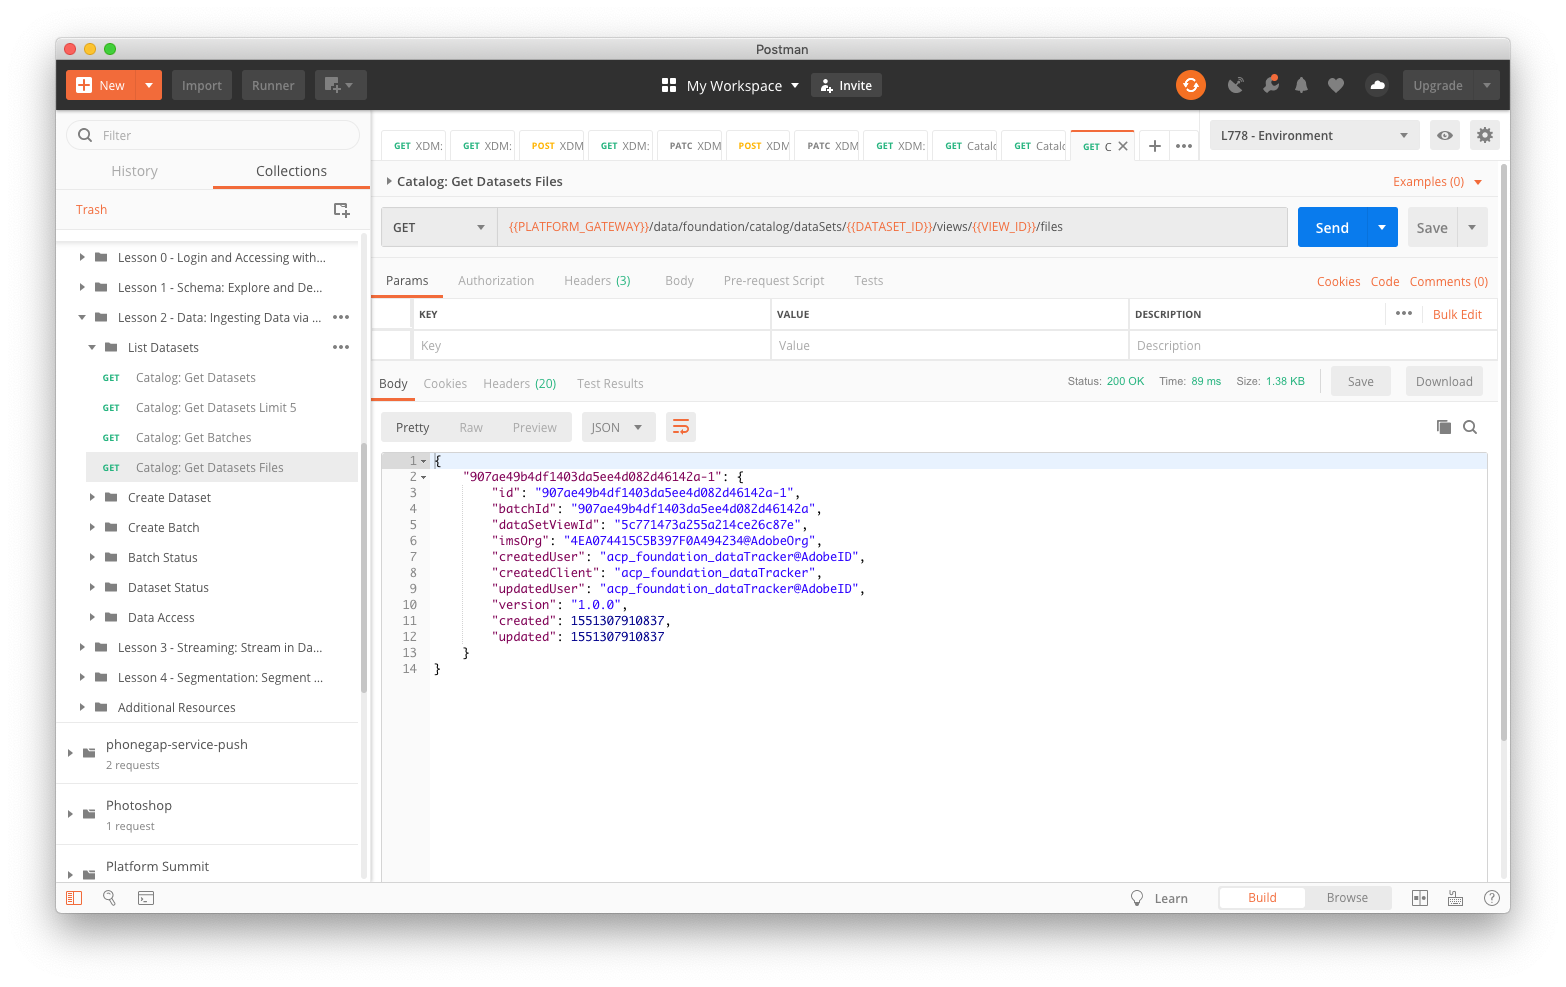 Postman
New
Import
Runner
My Workspace
Invite
Upgrade
Filter
History
Collections
Trash
Lesson 0 - Login and Accessing with...
Lesson 1 - Schema: Explore and De...
Lesson 2 - Data: Ingesting Data via ...
List Datasets
GET Catalog: Get Datasets
GET Catalog: Get Datasets Limit 5
GET Catalog: Get Batches
GET Catalog: Get Datasets Files
Create Dataset
Create Batch
Batch Status
Dataset Status
Data Access
Lesson 3 - Streaming: Stream in Da...
Lesson 4 - Segmentation: Segment ...
Additional Resources
phonegap-service-push
2 requests
Photoshop
1 request
Platform Summit
GET XDM: GET XDM: POST XDM GET XDM: PATC XDM POST XDM PATC XDM GET XDM: GET Catalo GET Catalo GET C
L778 - Environment
Catalog: Get Datasets Files
Examples (0)
GET
{{PLATFORM_GATEWAY}}/data/foundation/catalog/dataSets/{{DATASET_ID}}/views/{{VIEW_ID}}/files
Send
Save
Params Authorization Headers (3) Body Pre-request Script Tests
Cookies Code Comments (0)
KEY VALUE DESCRIPTION
Bulk Edit
Key Value Description
Body Cookies Headers (20) Test Results
Status: 200 OK Time: 89 ms Size: 1.38 KB
Save
Download
Pretty Raw Preview
JSON
1 {
2 "907ae49b4df1403da5ee4d082d46142a-1": {
3 "id": "907ae49b4df1403da5ee4d082d46142a-1",
4 "batchId": "907ae49b4df1403da5ee4d082d46142a",
5 "dataSetViewId": "5c771473a255a214ce26c87e",
6 "imsOrg": "4EA074415C5B397F0A494234@AdobeOrg",
7 "createdUser": "acp_foundation_dataTracker@AdobeID",
8 "createdClient": "acp_foundation_dataTracker",
9 "updatedUser": "acp_foundation_dataTracker@AdobeID",
10 "version": "1.0.0",
11 "created": 1551307910837,
12 "updated": 1551307910837
13 }
14 }
Learn
Build
Browse